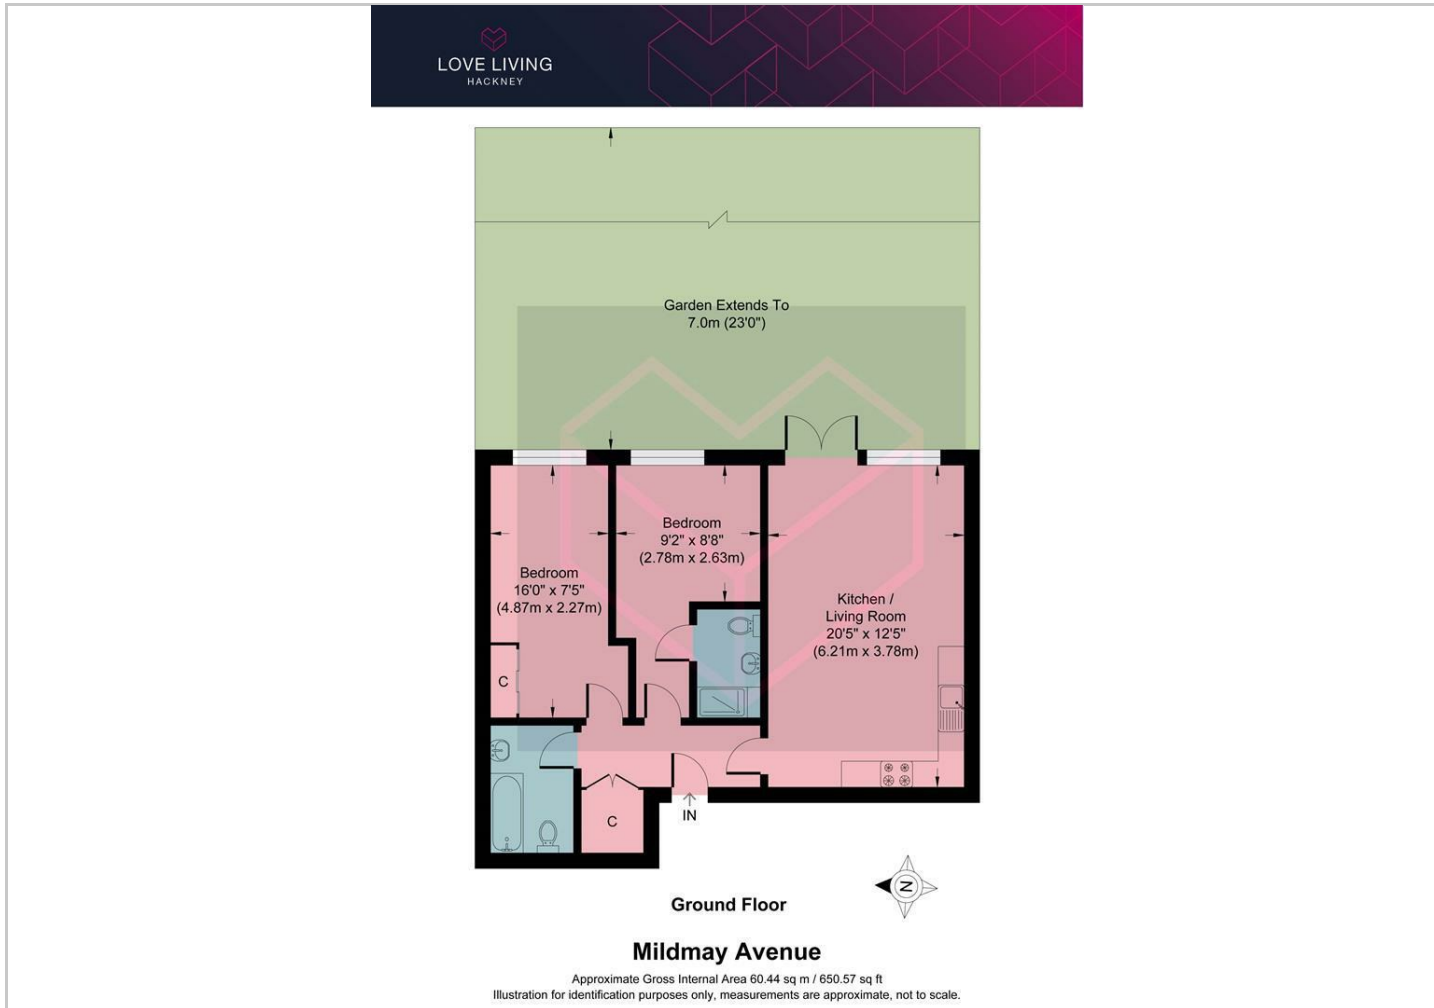 LOVE LIVING
HACKNEY
Garden Extends To
7.0m (23'0")
Bedroom
9'2" x 8'8"
(2.78m x 2.63m)
Bedroom
16'0" x 7'5"
(4.87m x 2.27m)
Kitchen /
Living Room
20'5" x 12'5"
(6.21m x 3.78m)
C
C
IN
N
Ground Floor
Mildmay Avenue
Approximate Gross Internal Area 60.44 sq m / 650.57 sq ft
Illustration for identification purposes only, measurements are approximate, not to scale.